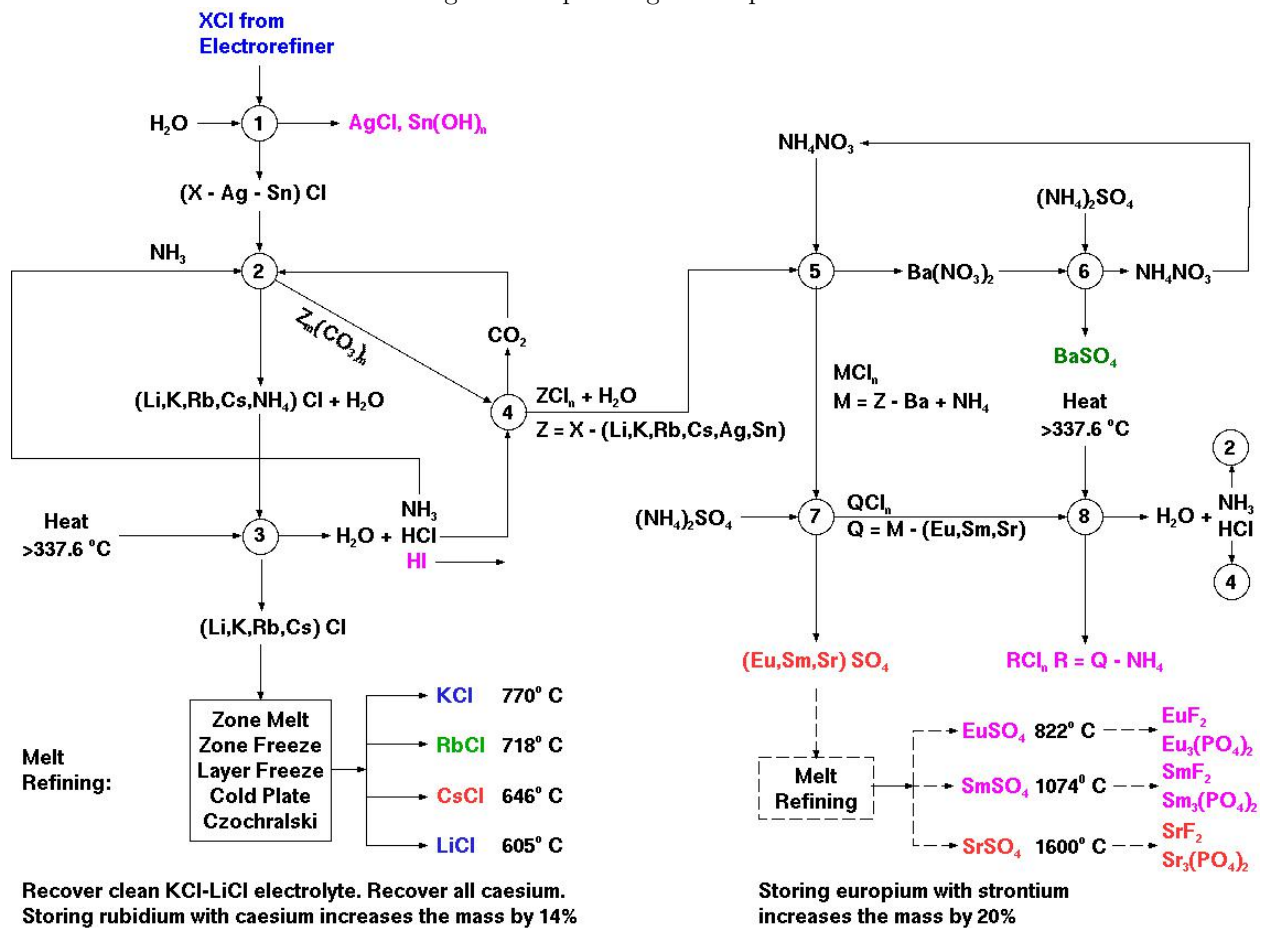 XCl from
Electrorefiner
H₂O
1
AgCl, Sn(OH)ₙ
(X - Ag - Sn) Cl
NH₃
2
Zₘ(CO₃)ₙ
CO₂
(Li,K,Rb,Cs,NH₄) Cl + H₂O
4
ZClₙ + H₂O
Z = X - (Li,K,Rb,Cs,Ag,Sn)
Heat
>337.6 °C
3
H₂O +
NH₃
HCl
HI
(Li,K,Rb,Cs) Cl
Melt
Refining:
Zone Melt
Zone Freeze
Layer Freeze
Cold Plate
Czochralski
KCl 770° C
RbCl 718° C
CsCl 646° C
LiCl 605° C
Recover clean KCl-LiCl electrolyte. Recover all caesium.
Storing rubidium with caesium increases the mass by 14%
NH₄NO₃
(NH₄)₂SO₄
5
Ba(NO₃)₂
6
NH₄NO₃
BaSO₄
MClₙ
M = Z - Ba + NH₄
Heat
>337.6 °C
(NH₄)₂SO₄
7
QClₙ
Q = M - (Eu,Sm,Sr)
8
H₂O +
2
NH₃
HCl
4
(Eu,Sm,Sr) SO₄
RClₙ R = Q - NH₄
Melt
Refining
EuSO₄ 822° C
EuF₂
Eu₃(PO₄)₂
SmSO₄ 1074° C
SmF₂
Sm₃(PO₄)₂
SrSO₄ 1600° C
SrF₂
Sr₃(PO₄)₂
Storing europium with strontium
increases the mass by 20%